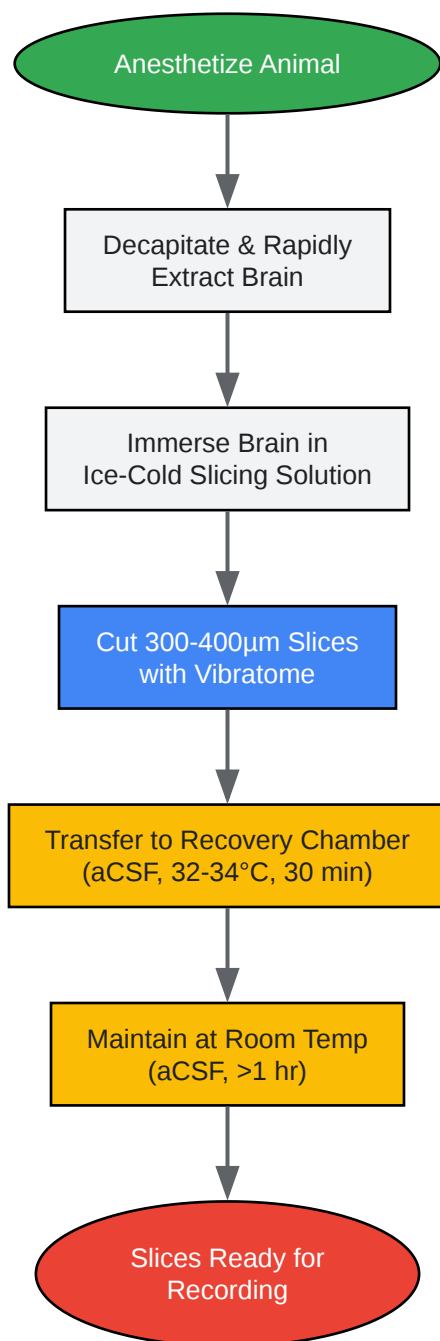 Anesthetize Animal
Decapitate & Rapidly
Extract Brain
Immerse Brain in
Ice-Cold Slicing Solution
Cut 300-400µm Slices
with Vibratome
Transfer to Recovery Chamber
(aCSF, 32-34°C, 30 min)
Maintain at Room Temp
(aCSF, >1 hr)
Slices Ready for
Recording